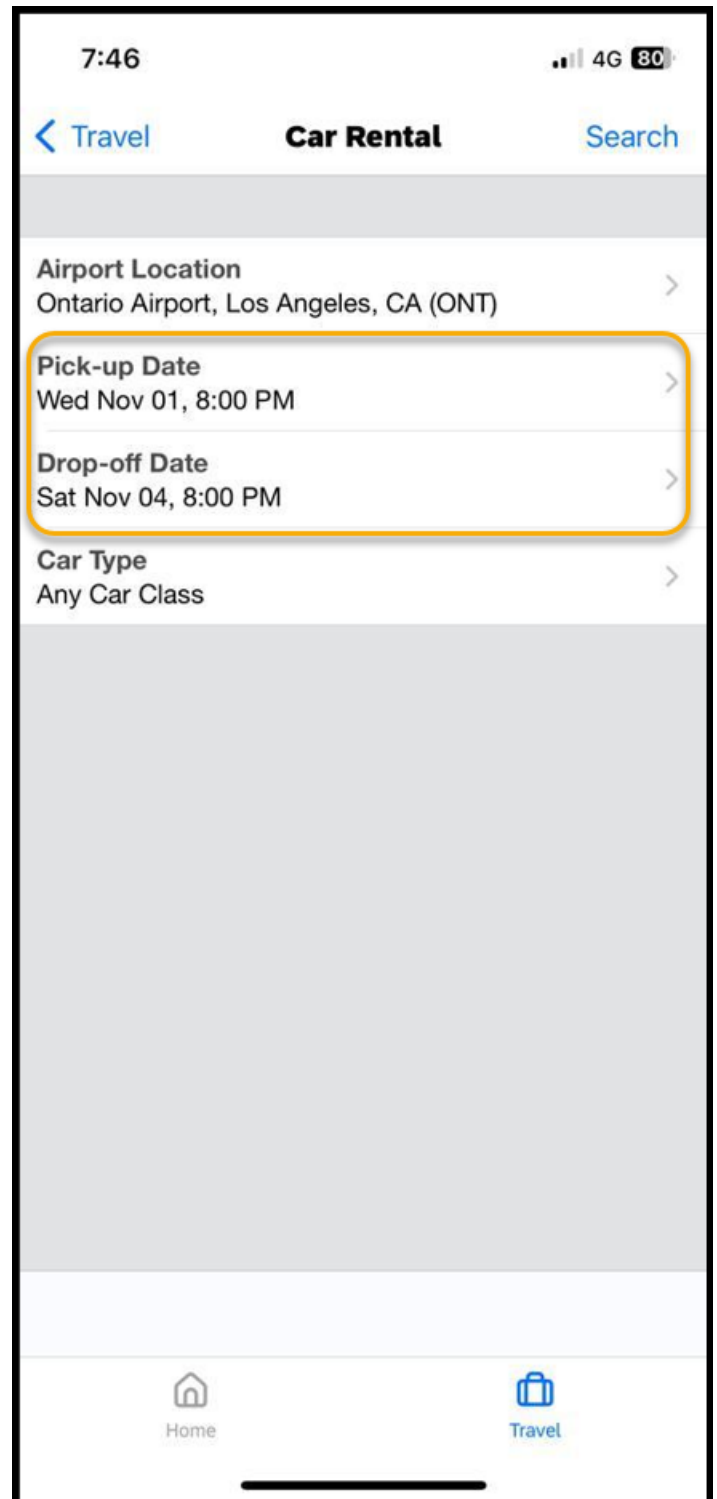 7:46 4G 80
Travel Car Rental Search
Airport Location
Ontario Airport, Los Angeles, CA (ONT)
Pick-up Date
Wed Nov 01, 8:00 PM
Drop-off Date
Sat Nov 04, 8:00 PM
Car Type
Any Car Class
Home Travel